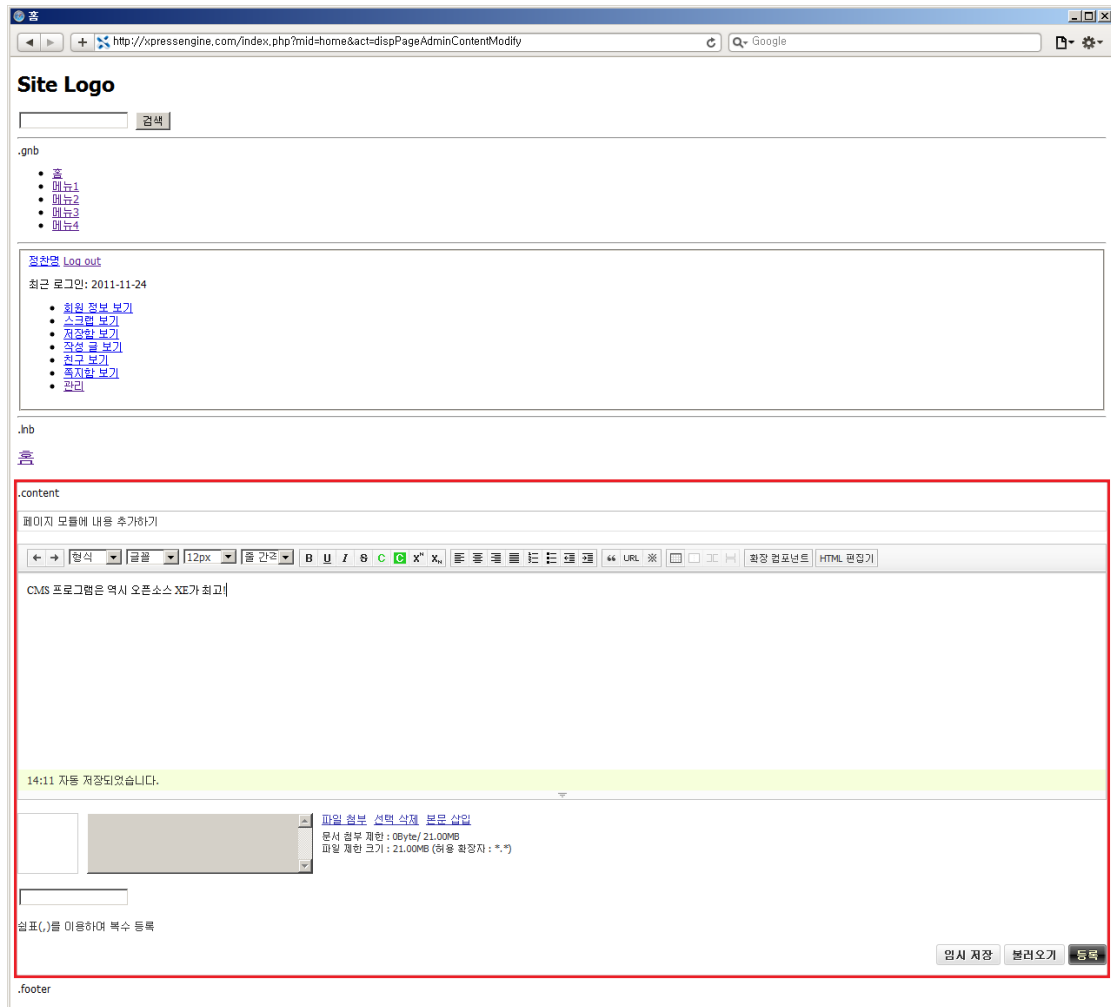 홈
http://xpressengine.com/index.php?mid=home&act=dispPageAdminContentModify
Google
Site Logo
검색
.gnb
홈
메뉴1
메뉴2
메뉴3
메뉴4
정찬명 Log out
최근 로그인: 2011-11-24
회원 정보 보기
스크랩 보기
저장함 보기
작성 글 보기
친구 보기
쪽지함 보기
관리
.lnb
홈
.content
페이지 모듈에 내용 추가하기
형식 글꼴 12px 줄 간격 B U I S C C xᴺ xₙ URL ※ 확장 컴포넌트 HTML 편집기
CMS 프로그램은 역시 오픈소스 XE가 최고!
14:11 자동 저장되었습니다.
파일 첨부 선택 삭제 본문 삽입
문서 첨부 제한 : 0Byte/ 21.00MB
파일 제한 크기 : 21.00MB (허용 확장자 : *.*)
쉼표(,)를 이용하여 복수 등록
임시 저장 불러오기 등록
.footer